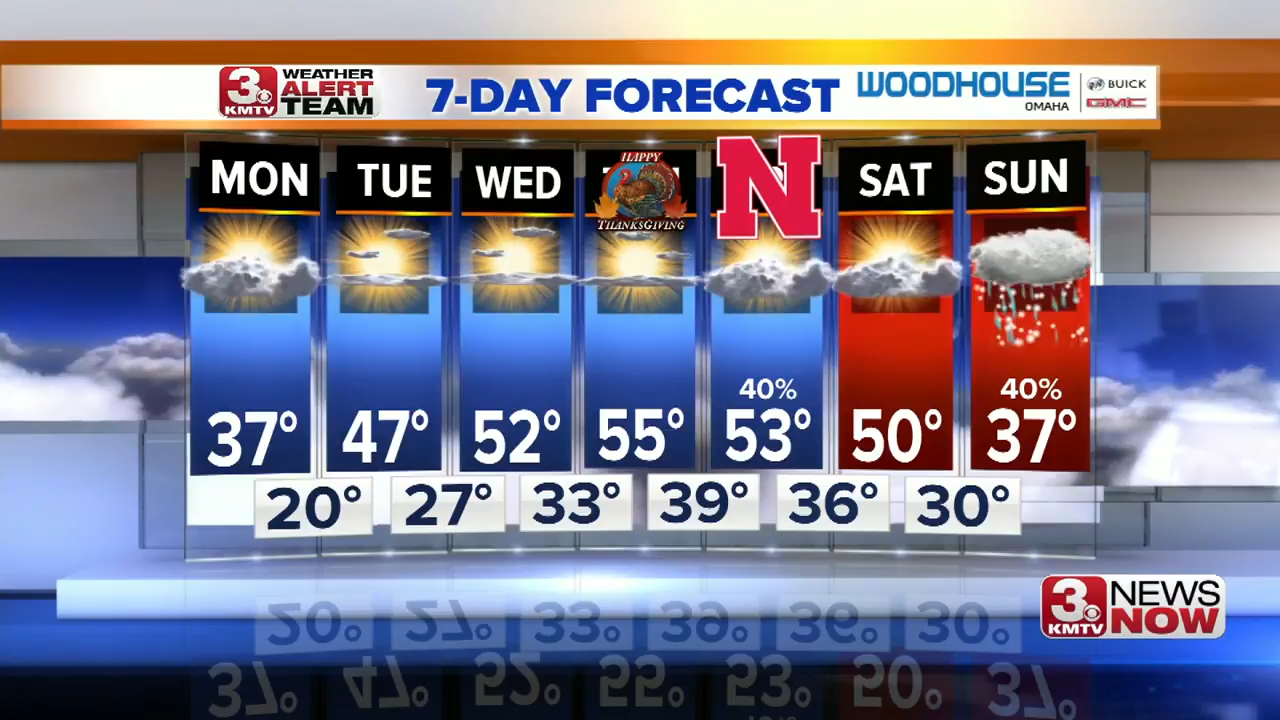 3 KMTV
WEATHER
ALERT
TEAM
7-DAY FORECAST
WOODHOUSE
OMAHA
BUICK
GMC
MON TUE WED HAPPY THANKSGIVING N SAT SUN
40% 40%
37° 47° 52° 55° 53° 50° 37°
20° 27° 33° 39° 36° 30°
3 KMTV
NEWS
NOW